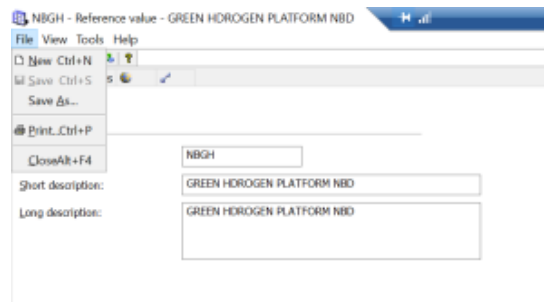 NBGH - Reference value - GREEN HDROGEN PLATFORM NBD
File View Tools Help
New Ctrl+N
Save Ctrl+S
s
Save As...
Print..Ctrl+P
CloseAlt+F4
NBGH
Short description:
GREEN HDROGEN PLATFORM NBD
Long description:
GREEN HDROGEN PLATFORM NBD